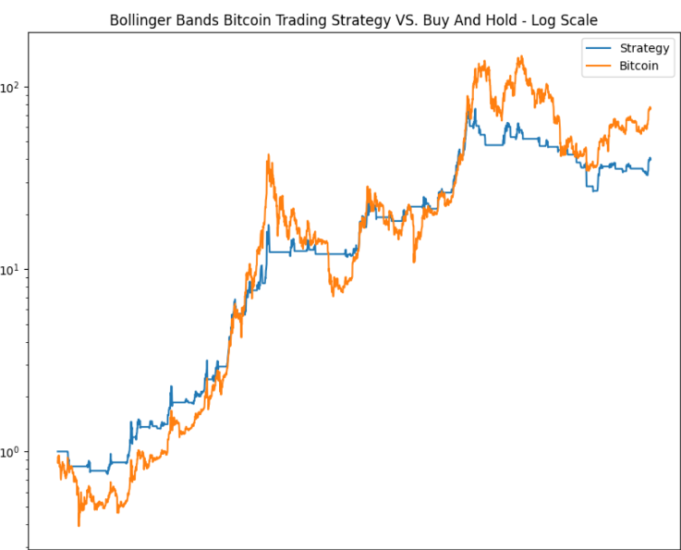 Bollinger Bands Bitcoin Trading Strategy VS. Buy And Hold - Log Scale
Strategy
Bitcoin
10²
10¹
10⁰